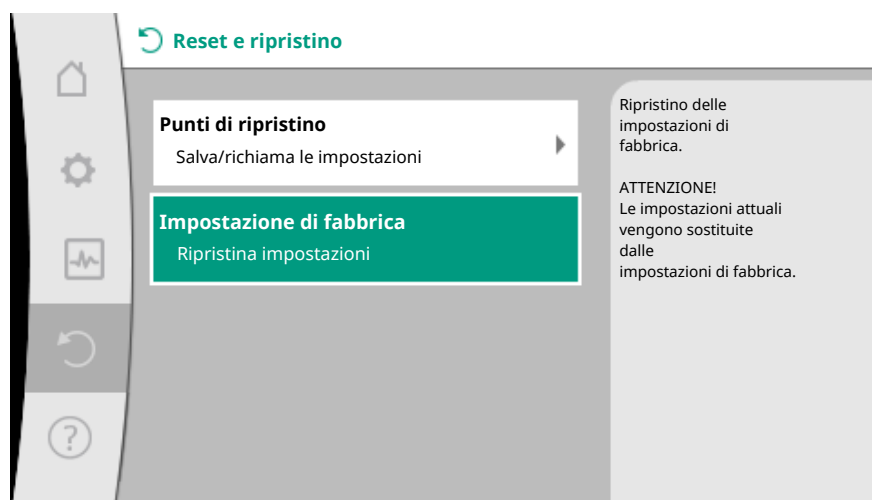 Reset e ripristino
Punti di ripristino
Salva/richiama le impostazioni
Impostazione di fabbrica
Ripristina impostazioni
Ripristino delle
impostazioni di
fabbrica.
ATTENZIONE!
Le impostazioni attuali
vengono sostituite
dalle
impostazioni di fabbrica.
?